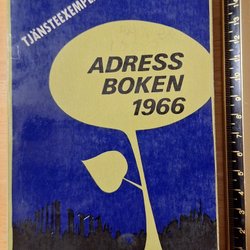 TJÄNSTEEXEMPL
ADRESS
BOKEN
1966